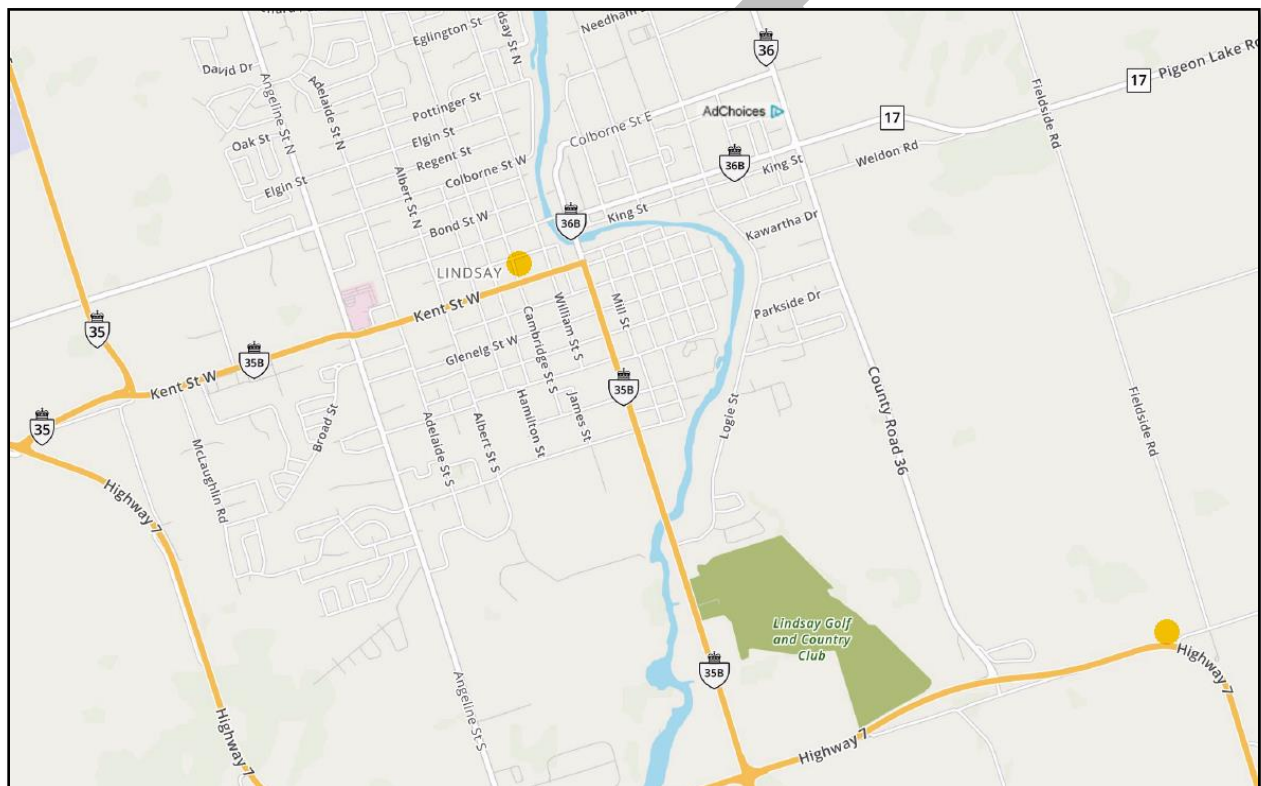 Eglington St
Needham
36
David Dr
Lindsay St N
Adelaide St N
Angeline St N
Pottinger St
AdChoices
17
Pigeon Lake Rd
17
Fieldside Rd
Oak St
Elgin St
Regent St
Colborne St E
36B
King St
Weldon Rd
Elgin St
Albert St N
Colborne St W
Bond St W
36B
King St
Kawartha Dr
LINDSAY
Kent St W
William St S
Mill St
Parkside Dr
35
Cambridge St S
Glenelg St W
35B
Kent St W
35B
County Road 36
Fieldside Rd
35
Broad St
Hamilton St
James St
Logie St
Adelaide St S
Albert St S
McLaughlin Rd
Highway 7
Lindsay Golf
and Country
Club
35B
Angeline St S
Highway 7
Highway 7
Highway 7